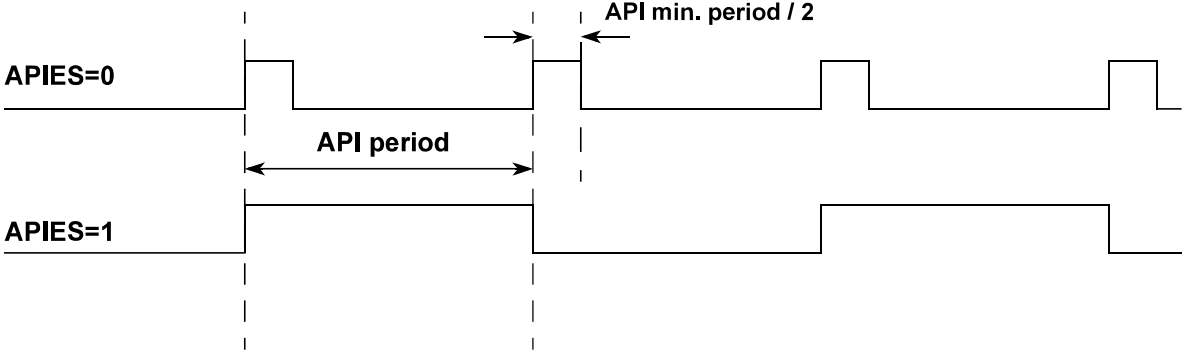 API min. period / 2
APIES=0
API period
APIES=1